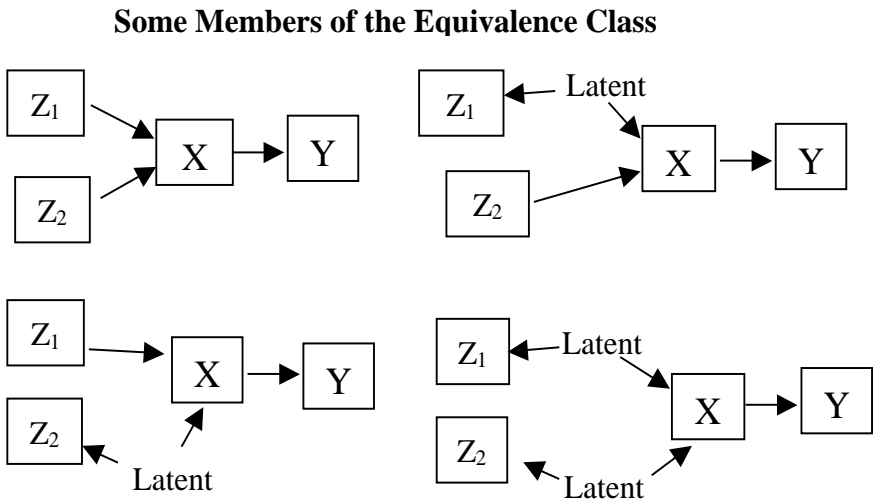 Some Members of the Equivalence Class
Z1
X
Y
Z2
Z1
Latent
X
Y
Z2
Z1
X
Y
Z2
Latent
Z1
Latent
X
Y
Z2
Latent